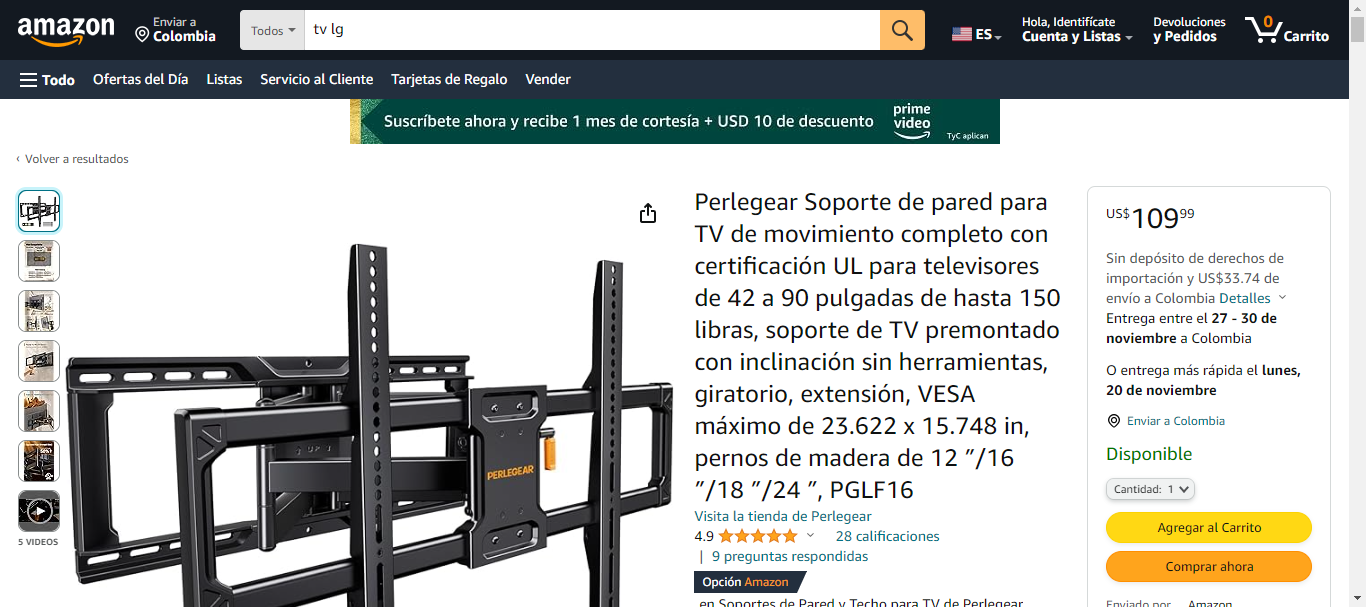 amazon
Enviar a
Colombia
Todos
tv lg
ES
Hola, Identifícate
Cuenta y Listas
Devoluciones
y Pedidos
0
Carrito
Todo
Ofertas del Día
Listas
Servicio al Cliente
Tarjetas de Regalo
Vender
Suscríbete ahora y recibe 1 mes de cortesía + USD 10 de descuento
prime
video
TyC aplican
‹ Volver a resultados
5 VIDEOS
UP
PERLEGEAR
Perlegear Soporte de pared para
TV de movimiento completo con
certificación UL para televisores
de 42 a 90 pulgadas de hasta 150
libras, soporte de TV premontado
con inclinación sin herramientas,
giratorio, extensión, VESA
máximo de 23.622 x 15.748 in,
pernos de madera de 12 ″/16
″/18 ″/24 ″, PGLF16
Visita la tienda de Perlegear
4.9
28 calificaciones
| 9 preguntas respondidas
Opción Amazon
en Soportes de Pared y Techo para TV de Perlegear
US$109 99
Sin depósito de derechos de
importación y US$33.74 de
envío a Colombia Detalles
Entrega entre el 27 - 30 de
noviembre a Colombia
O entrega más rápida el lunes,
20 de noviembre
Enviar a Colombia
Disponible
Cantidad: 1
Agregar al Carrito
Comprar ahora
Enviado por Amazon